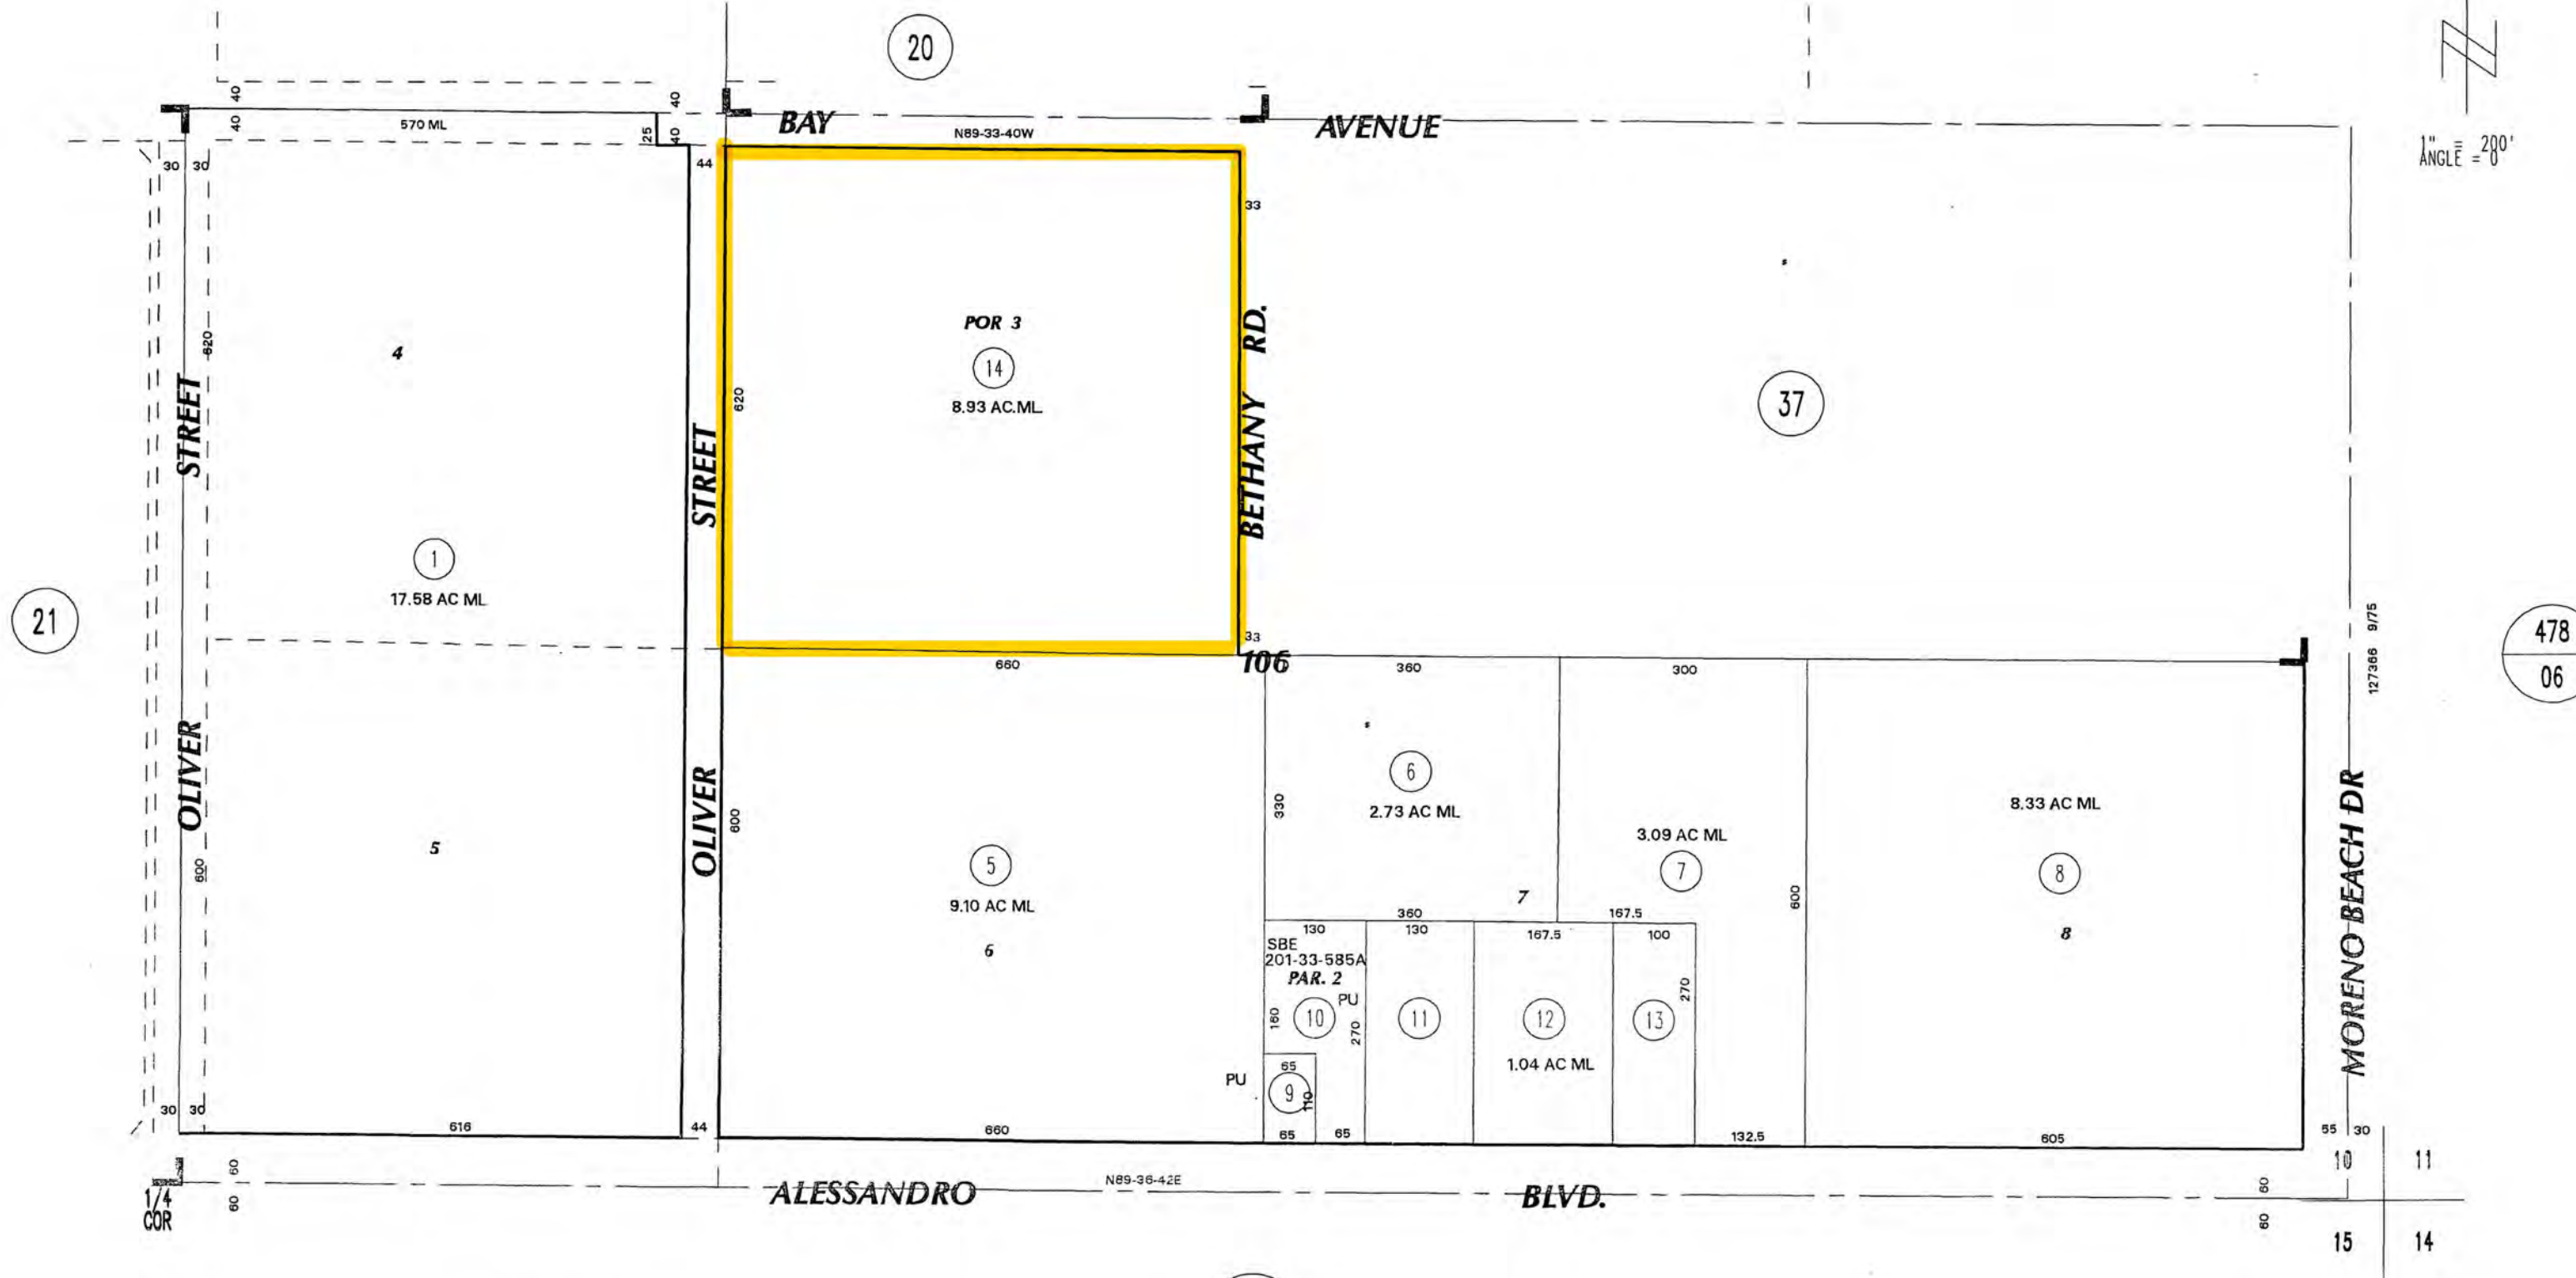 20
1" = 200'
ANGLE = 0
40
40
570 ML
40
25
40
BAY
N89-33-40W
AVENUE
30
30
44
33
620
STREET
4
620
STREET
POR 3
14
8.93 AC.ML
BETHANY RD.
37
1
17.58 AC ML
21
33
106
660
360
300
127366 9/75
478
06
OLIVER
5
600
OLIVER
600
5
9.10 AC ML
6
330
6
2.73 AC ML
7
3.09 AC ML
7
600
8.33 AC ML
8
8
MORENO BEACH DR
360
167.5
130
130
167.5
100
SBE
201-33-585A
PAR. 2
PU
160
10
270
11
12
1.04 AC ML
13
270
PU
65
9
110
30
30
616
44
660
65
65
132.5
605
55
30
10
11
60
60
1/4
COR
ALESSANDRO
N89-36-42E
BLVD.
60
60
15
14